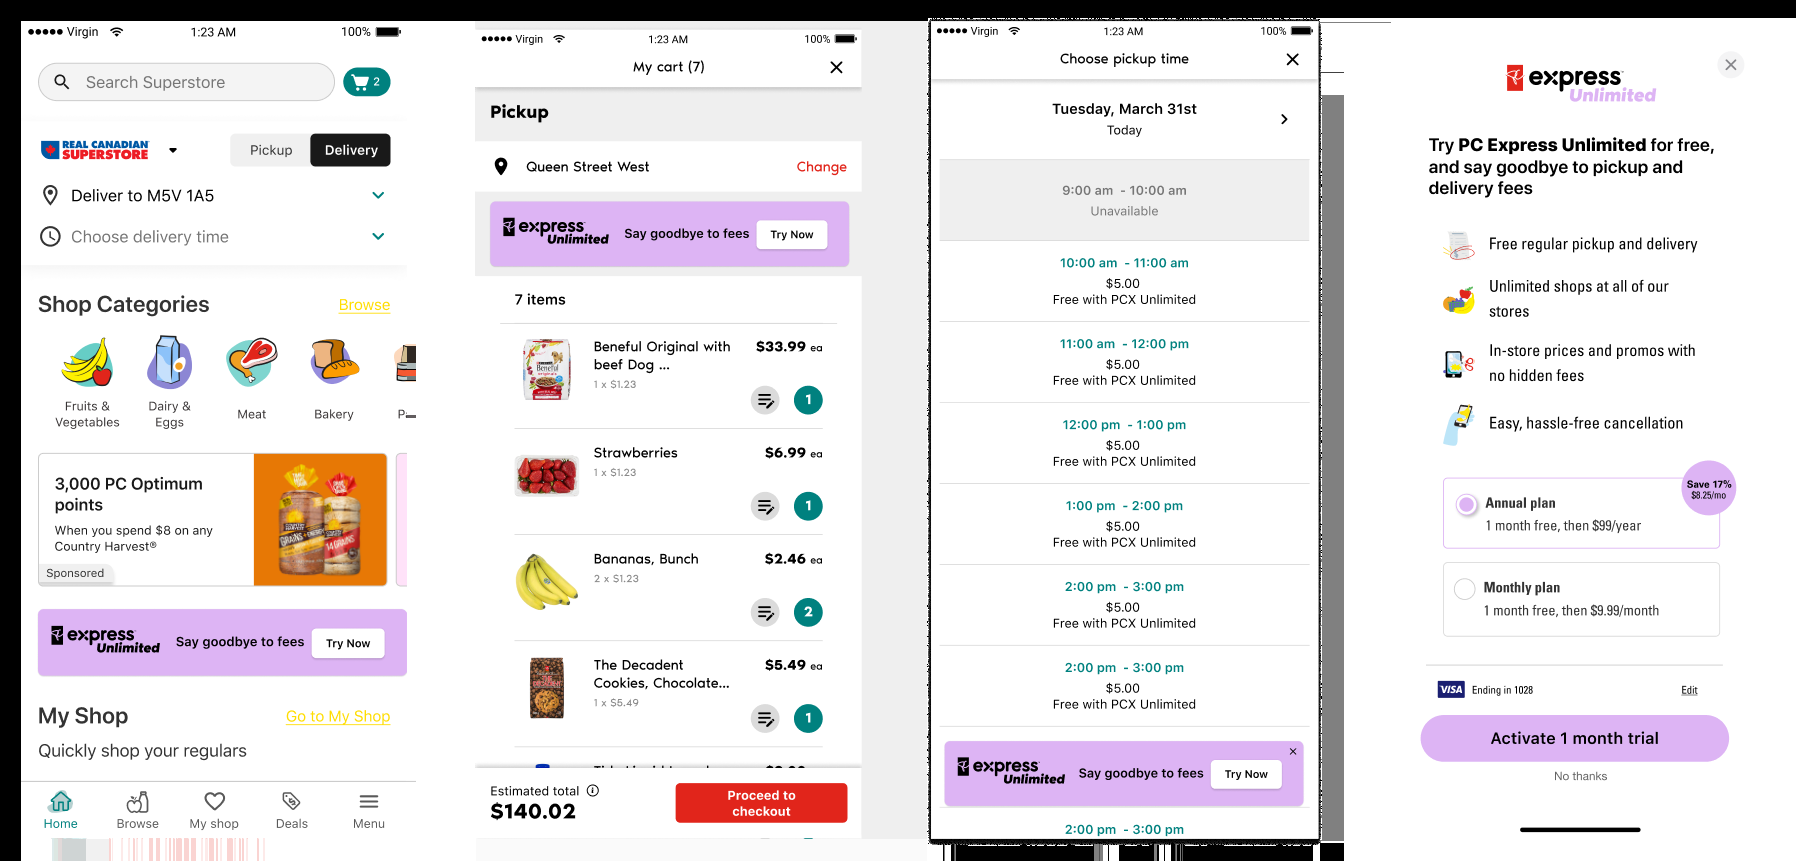 Virgin
1:23 AM
100%
Search Superstore
2
REAL CANADIAN
SUPERSTORE
Pickup
Delivery
Deliver to M5V 1A5
Choose delivery time
Shop Categories
Browse
Fruits &
Vegetables
Dairy &
Eggs
Meat
Bakery
3,000 PC Optimum
points
When you spend $8 on any
Country Harvest®
Sponsored
express
Unlimited
Say goodbye to fees
Try Now
My Shop
Go to My Shop
Quickly shop your regulars
Home
Browse
My shop
Deals
Menu
Virgin
1:23 AM
100%
My cart (7)
Pickup
Queen Street West
Change
express
Unlimited
Say goodbye to fees
Try Now
7 items
Beneful Original with
beef Dog ...
$33.99 ea
1 x $1.23
1
Strawberries
$6.99 ea
1 x $1.23
1
Bananas, Bunch
$2.46 ea
2 x $1.23
2
The Decadent
Cookies, Chocolate...
$5.49 ea
1 x $5.49
1
Estimated total
$140.02
Proceed to
checkout
Virgin
1:23 AM
100%
Choose pickup time
Tuesday, March 31st
Today
9:00 am - 10:00 am
Unavailable
10:00 am - 11:00 am
$5.00
Free with PCX Unlimited
11:00 am - 12:00 pm
$5.00
Free with PCX Unlimited
12:00 pm - 1:00 pm
$5.00
Free with PCX Unlimited
1:00 pm - 2:00 pm
$5.00
Free with PCX Unlimited
2:00 pm - 3:00 pm
$5.00
Free with PCX Unlimited
2:00 pm - 3:00 pm
$5.00
Free with PCX Unlimited
express
Unlimited
Say goodbye to fees
Try Now
2:00 pm - 3:00 pm
express
Unlimited
Try PC Express Unlimited for free,
and say goodbye to pickup and
delivery fees
Free regular pickup and delivery
Unlimited shops at all of our
stores
In-store prices and promos with
no hidden fees
Easy, hassle-free cancellation
Save 17%
$8.25/mo
Annual plan
1 month free, then $99/year
Monthly plan
1 month free, then $9.99/month
VISA
Ending in 1028
Edit
Activate 1 month trial
No thanks